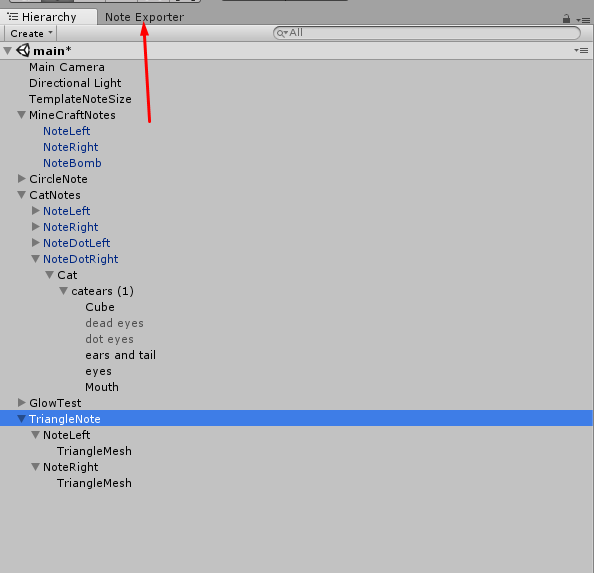 Hierarchy Note Exporter
Create All
main*
Main Camera
Directional Light
TemplateNoteSize
MineCraftNotes
NoteLeft
NoteRight
NoteBomb
CircleNote
CatNotes
NoteLeft
NoteRight
NoteDotLeft
NoteDotRight
Cat
catears (1)
Cube
dead eyes
dot eyes
ears and tail
eyes
Mouth
GlowTest
TriangleNote
NoteLeft
TriangleMesh
NoteRight
TriangleMesh